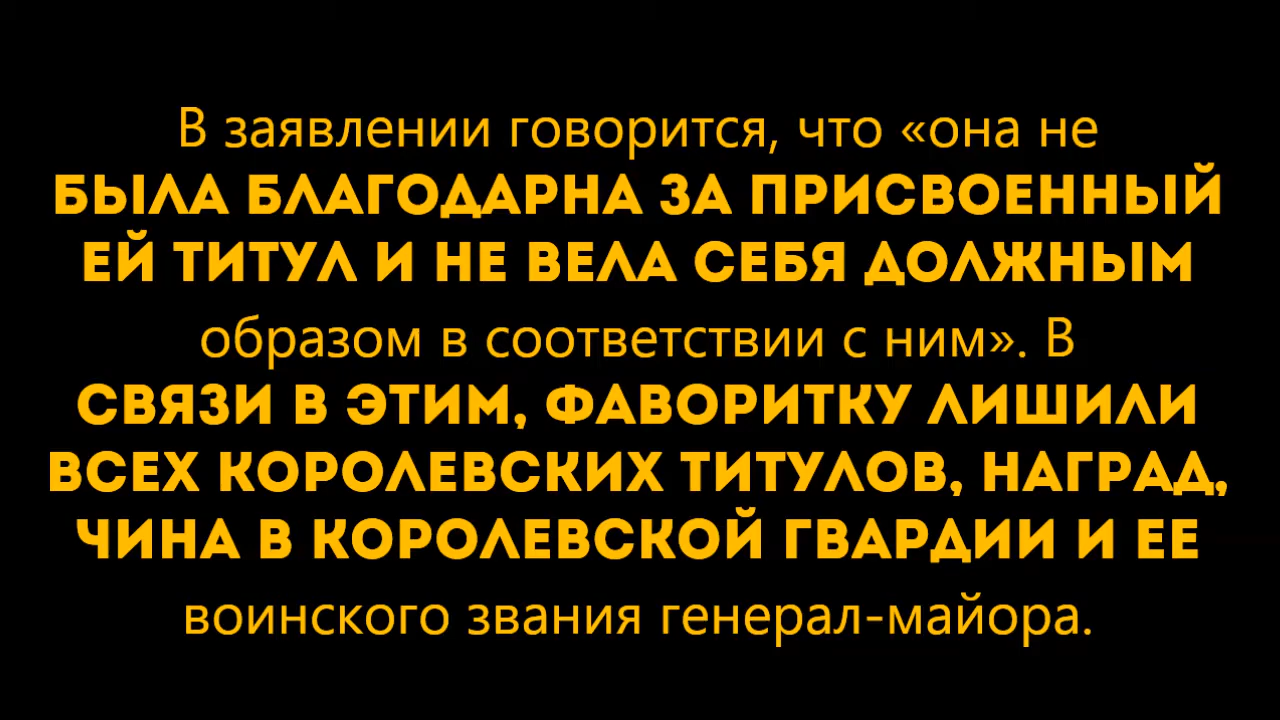 В заявлении говорится, что «она не
БЫЛА БЛАГОДАРНА ЗА ПРИСВОЕННЫЙ
ЕЙ ТИТУЛ И НЕ ВЕЛА СЕБЯ ДОЛЖНЫМ
образом в соответствии с ним». В
СВЯЗИ В ЭТИМ, ФАВОРИТКУ ЛИШИЛИ
ВСЕХ КОРОЛЕВСКИХ ТИТУЛОВ, НАГРАД,
ЧИНА В КОРОЛЕВСКОЙ ГВАРДИИ И ЕЕ
воинского звания генерал-майора.